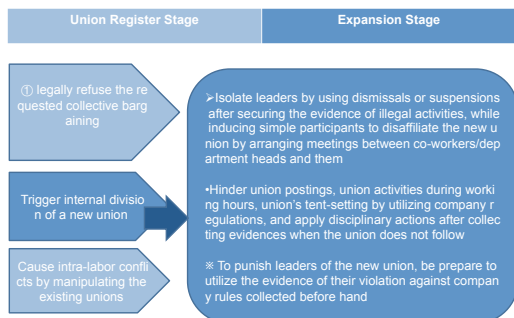 Union Register Stage
Expansion Stage
① legally refuse the re
quested collective barg
aining
Trigger internal divisio
n of a new union
Cause intra-labor confli
cts by manipulating the
existing unions
➢Isolate leaders by using dismissals or suspensions
after securing the evidence of illegal activities, while
inducing simple participants to disaffiliate the new u
nion by arranging meetings between co-workers/dep
artment heads and them
•Hinder union postings, union activities during worki
ng hours, union's tent-setting by utilizing company r
egulations, and apply disciplinary actions after collec
ting evidences when the union does not follow
※ To punish leaders of the new union, be prepare to
utilize the evidence of their violation against compan
y rules collected before hand